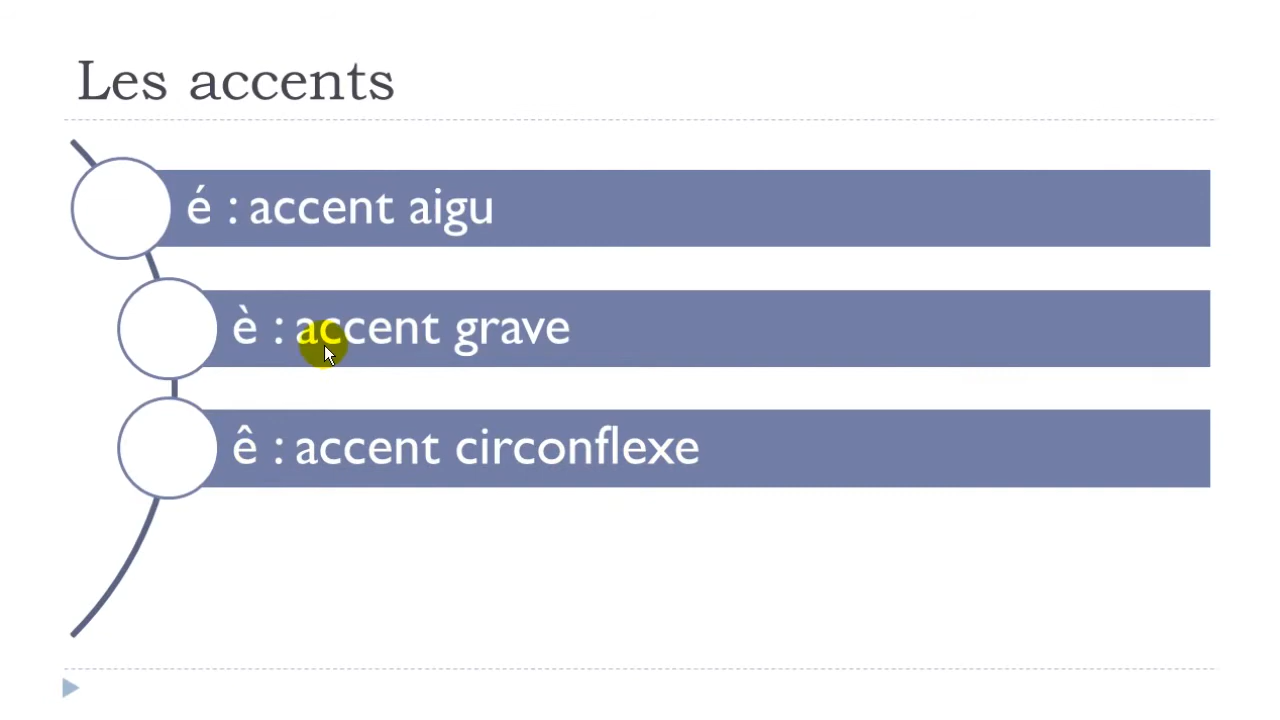 Les accents
é : accent aigu
è : accent grave
ê : accent circonflexe